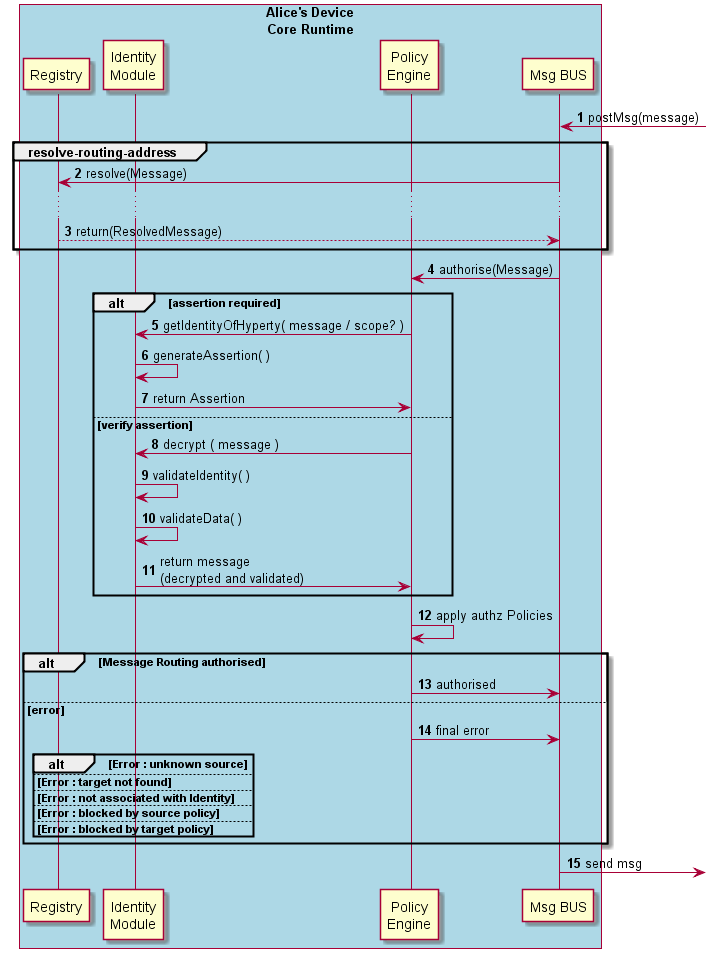 Alice's Device
Core Runtime
Registry
Identity
Module
Policy
Engine
Msg BUS
1 postMsg(message)
resolve-routing-address
2 resolve(Message)
3 return(ResolvedMessage)
4 authorise(Message)
alt [assertion required]
5 getIdentityOfHyperty( message / scope? )
6 generateAssertion( )
7 return Assertion
[verify assertion]
8 decrypt ( message )
9 validateIdentity( )
10 validateData( )
11 return message
(decrypted and validated)
12 apply authz Policies
alt [Message Routing authorised]
13 authorised
[error]
14 final error
alt [Error : unknown source]
[Error : target not found]
[Error : not associated with Identity]
[Error : blocked by source policy]
[Error : blocked by target policy]
15 send msg
Registry
Identity
Module
Policy
Engine
Msg BUS